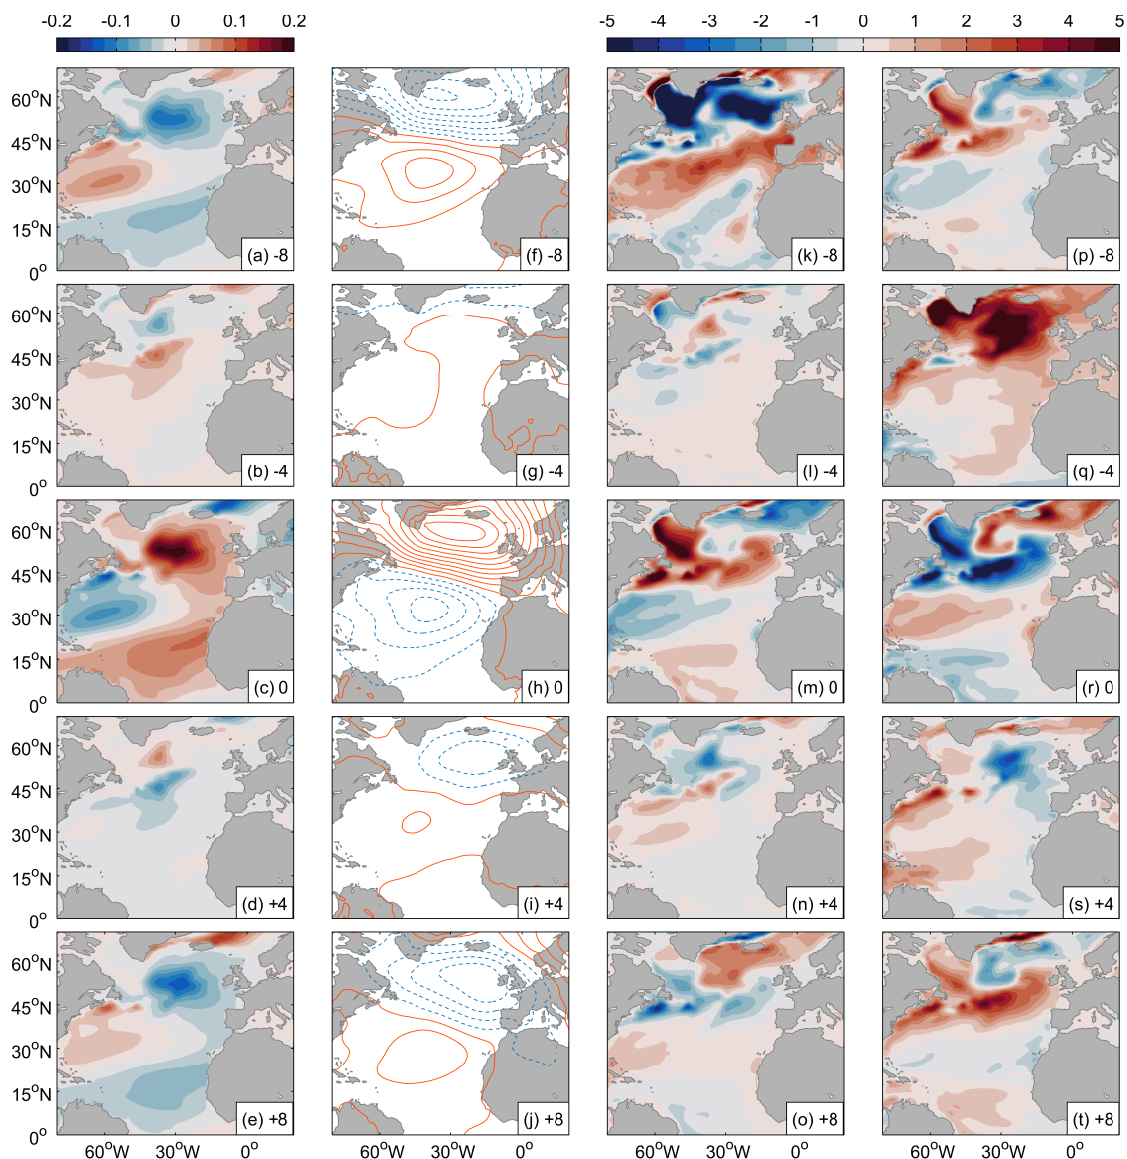 -0.2 -0.1 0 0.1 0.2 -5 -4 -3 -2 -1 0 1 2 3 4 5
60°N (a) -8 (f) -8 (k) -8 (p) -8
45°N
30°N
15°N
0°
60°N (b) -4 (g) -4 (l) -4 (q) -4
45°N
30°N
15°N
0°
60°N (c) 0 (h) 0 (m) 0 (r) 0
45°N
30°N
15°N
0°
60°N (d) +4 (i) +4 (n) +4 (s) +4
45°N
30°N
15°N
0°
60°N (e) +8 (j) +8 (o) +8 (t) +8
45°N
30°N
15°N
0°
60°W 30°W 0° 60°W 30°W 0° 60°W 30°W 0° 60°W 30°W 0°